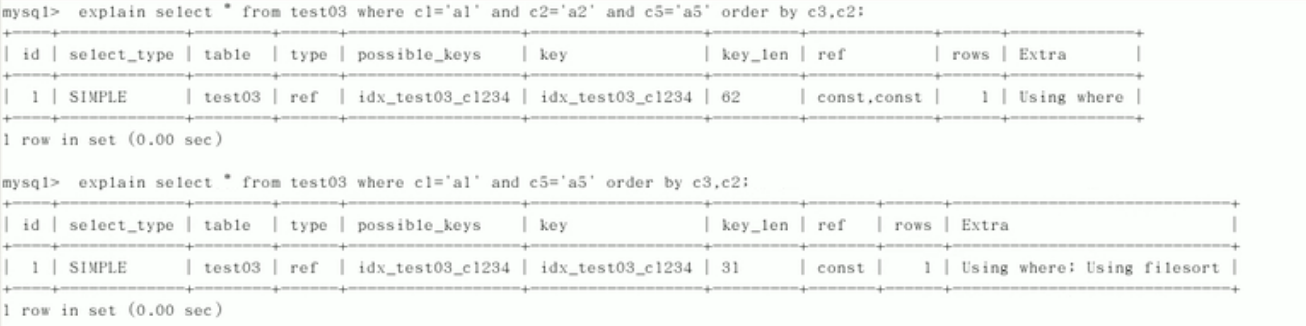 mysql>  explain select * from test03 where c1='a1' and c2='a2' and c5='a5' order by c3,c2;
+----+-------------+--------+------+-----------------+-----------------+---------+-------------+------+-------------+
| id | select_type | table  | type | possible_keys   | key             | key_len | ref         | rows | Extra       |
+----+-------------+--------+------+-----------------+-----------------+---------+-------------+------+-------------+
|  1 | SIMPLE      | test03 | ref  | idx_test03_c1234 | idx_test03_c1234 | 62      | const,const |    1 | Using where |
+----+-------------+--------+------+-----------------+-----------------+---------+-------------+------+-------------+
1 row in set (0.00 sec)
mysql>  explain select * from test03 where c1='a1' and c5='a5' order by c3,c2;
+----+-------------+--------+------+-----------------+-----------------+---------+-------+------+-----------------------------+
| id | select_type | table  | type | possible_keys   | key             | key_len | ref   | rows | Extra                       |
+----+-------------+--------+------+-----------------+-----------------+---------+-------+------+-----------------------------+
|  1 | SIMPLE      | test03 | ref  | idx_test03_c1234 | idx_test03_c1234 | 31      | const |    1 | Using where; Using filesort |
+----+-------------+--------+------+-----------------+-----------------+---------+-------+------+-----------------------------+
1 row in set (0.00 sec)